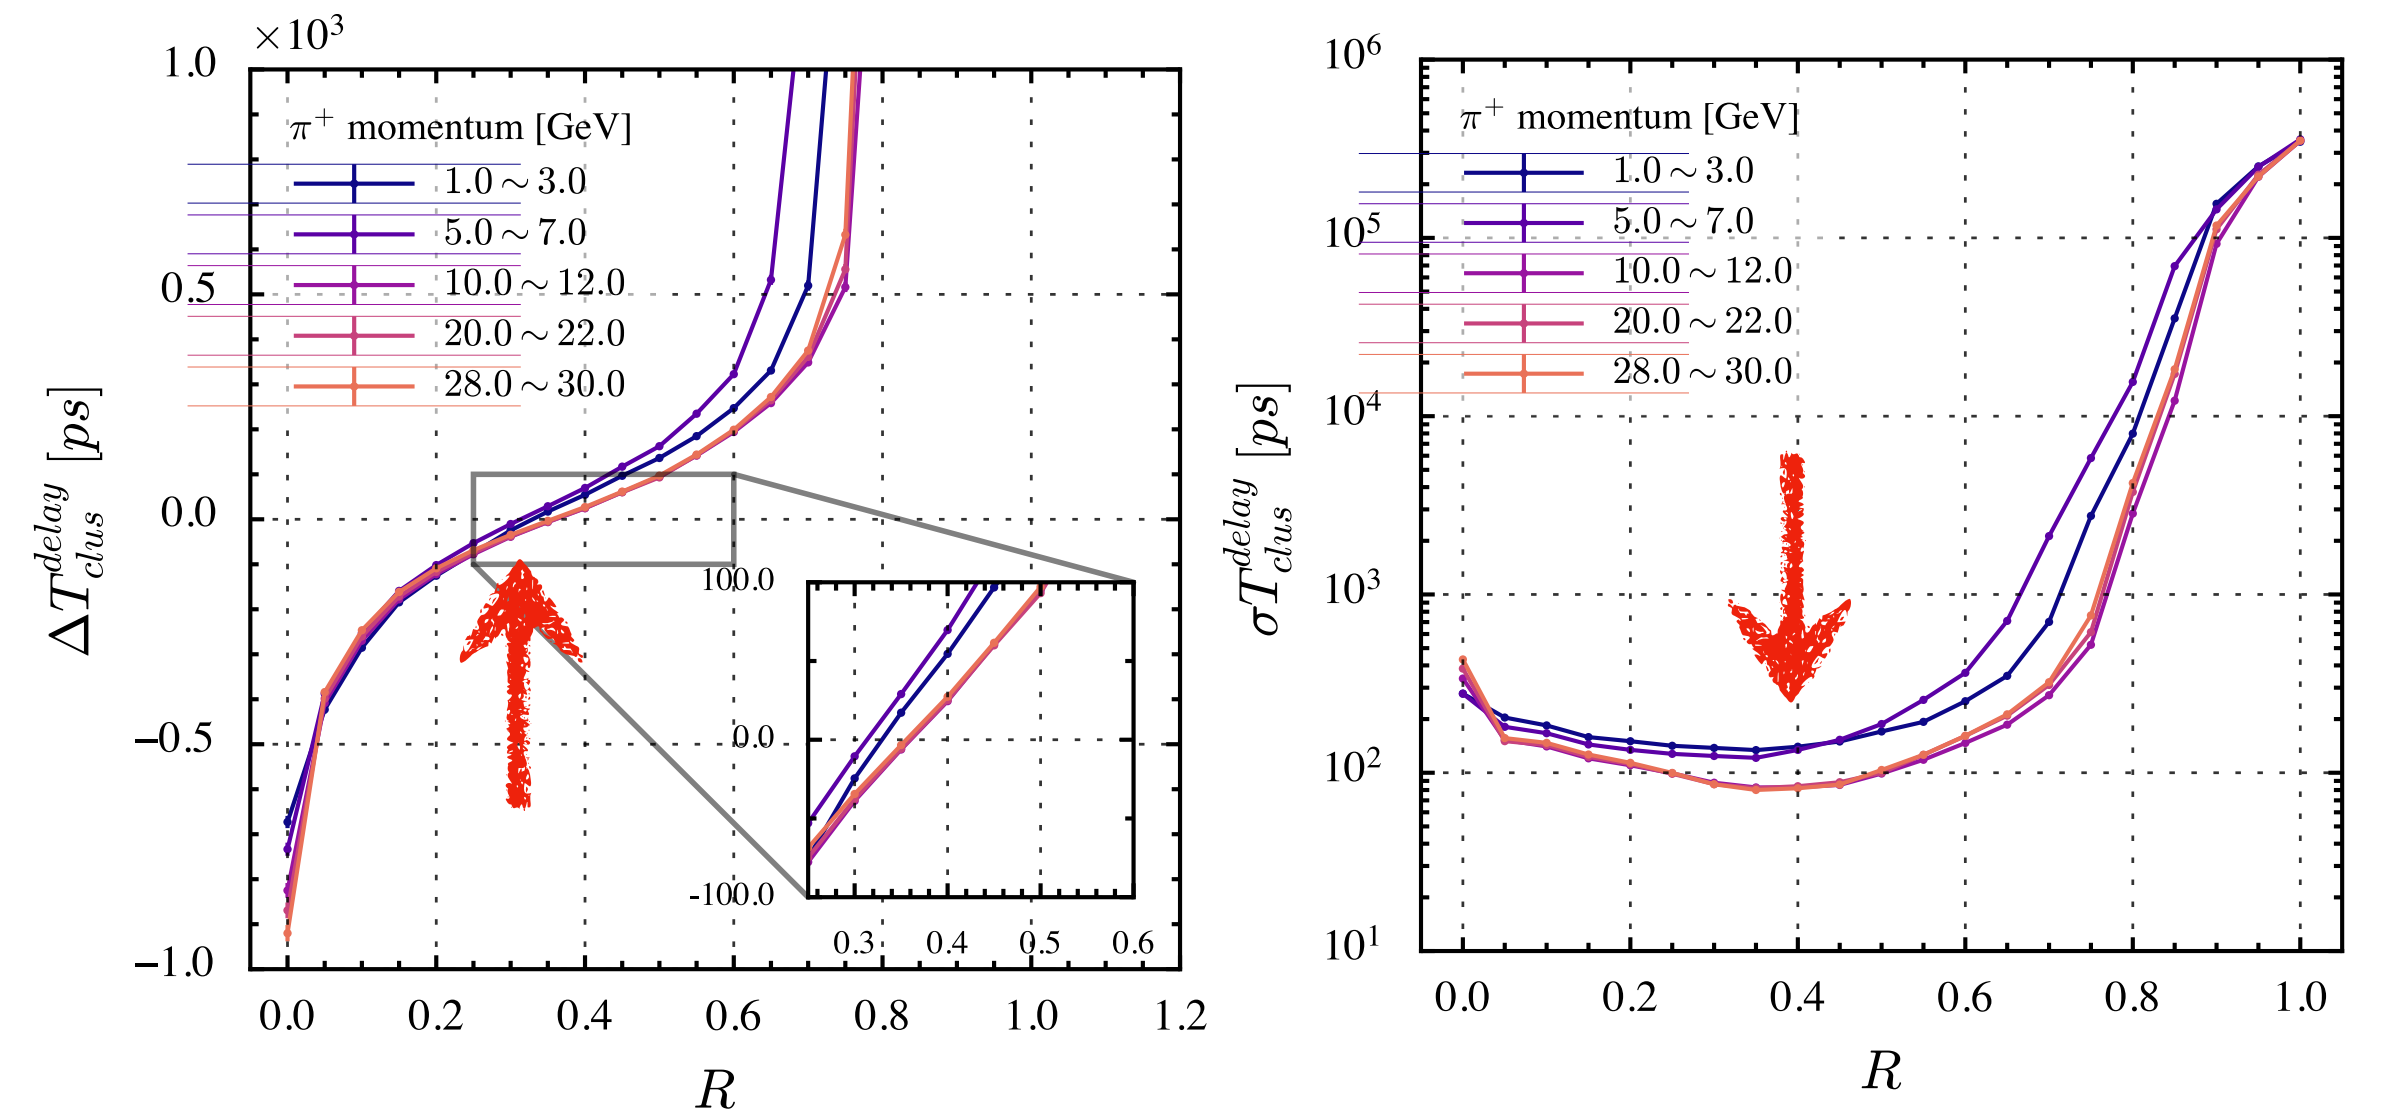 ×10³
1.0
0.5
0.0
−0.5
−1.0
ΔT_clus^delay [ps]
π⁺ momentum [GeV]
1.0 ∼ 3.0
5.0 ∼ 7.0
10.0 ∼ 12.0
20.0 ∼ 22.0
28.0 ∼ 30.0
100.0
0.0
-100.0
0.3 0.4 0.5 0.6
0.0 0.2 0.4 0.6 0.8 1.0 1.2
R
10⁶
10⁵
10⁴
10³
10²
10¹
σT_clus^delay [ps]
π⁺ momentum [GeV]
1.0 ∼ 3.0
5.0 ∼ 7.0
10.0 ∼ 12.0
20.0 ∼ 22.0
28.0 ∼ 30.0
0.0 0.2 0.4 0.6 0.8 1.0
R